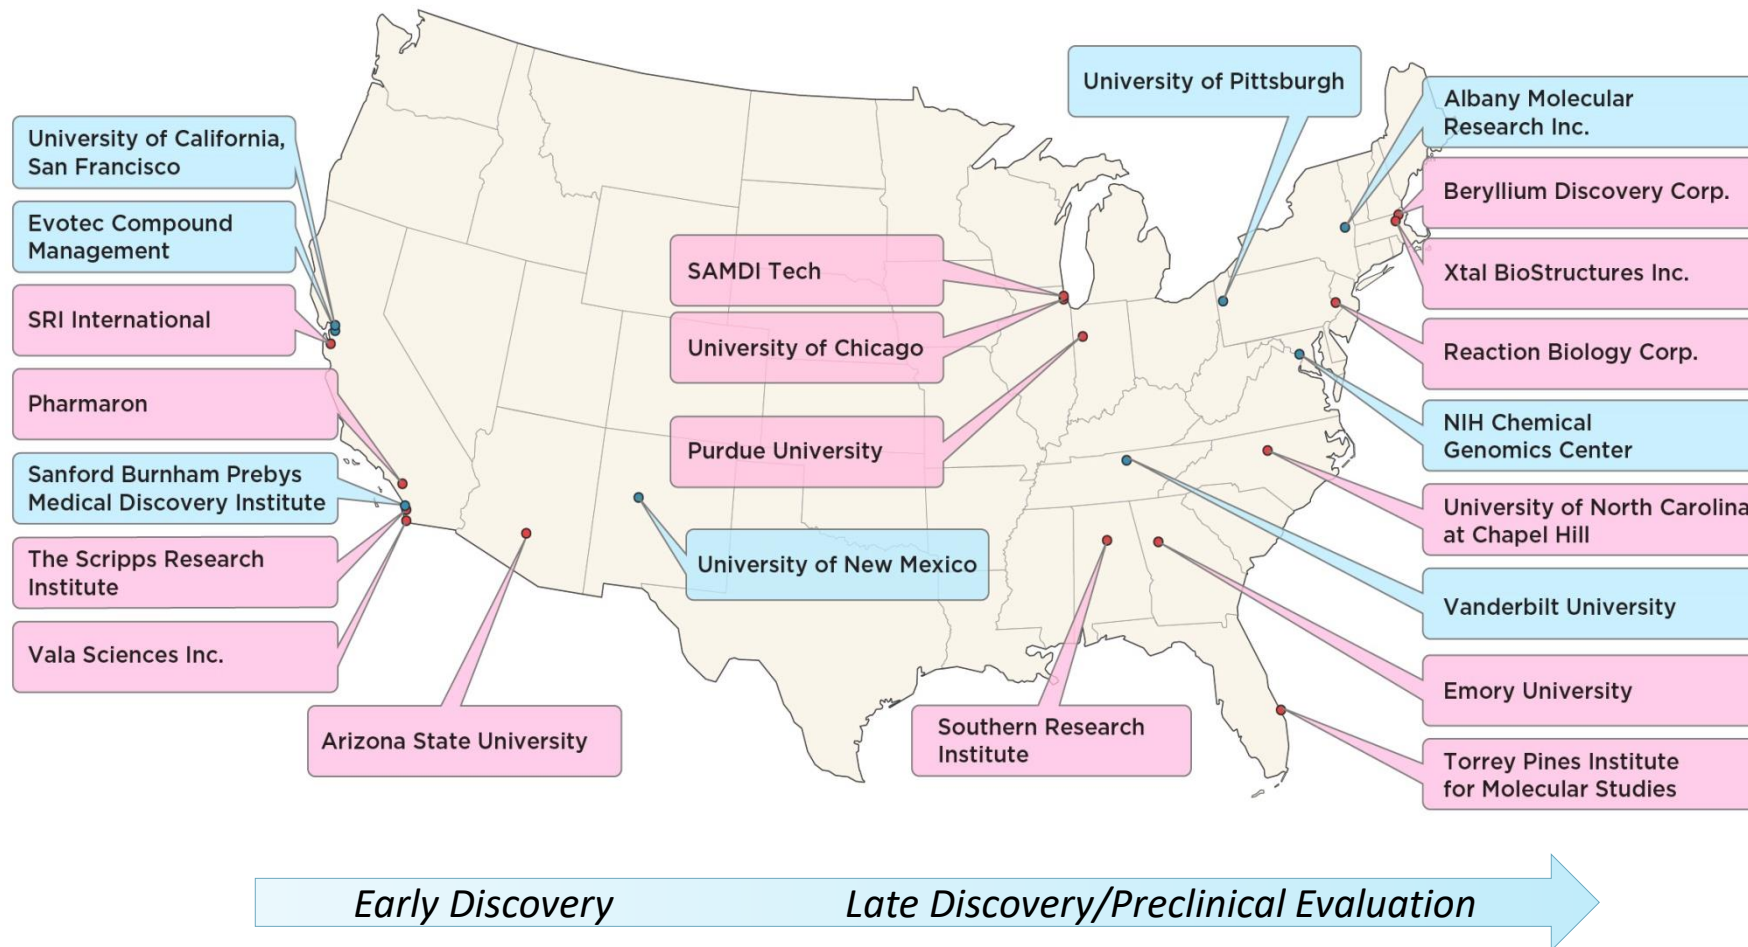 University of California,
San Francisco
Evotec Compound
Management
SRI International
Pharmaron
Sanford Burnham Prebys
Medical Discovery Institute
The Scripps Research
Institute
Vala Sciences Inc.
Arizona State University
SAMDI Tech
University of Chicago
Purdue University
University of New Mexico
Southern Research
Institute
University of Pittsburgh
Albany Molecular
Research Inc.
Beryllium Discovery Corp.
Xtal BioStructures Inc.
Reaction Biology Corp.
NIH Chemical
Genomics Center
University of North Carolina
at Chapel Hill
Vanderbilt University
Emory University
Torrey Pines Institute
for Molecular Studies
Early Discovery
Late Discovery/Preclinical Evaluation